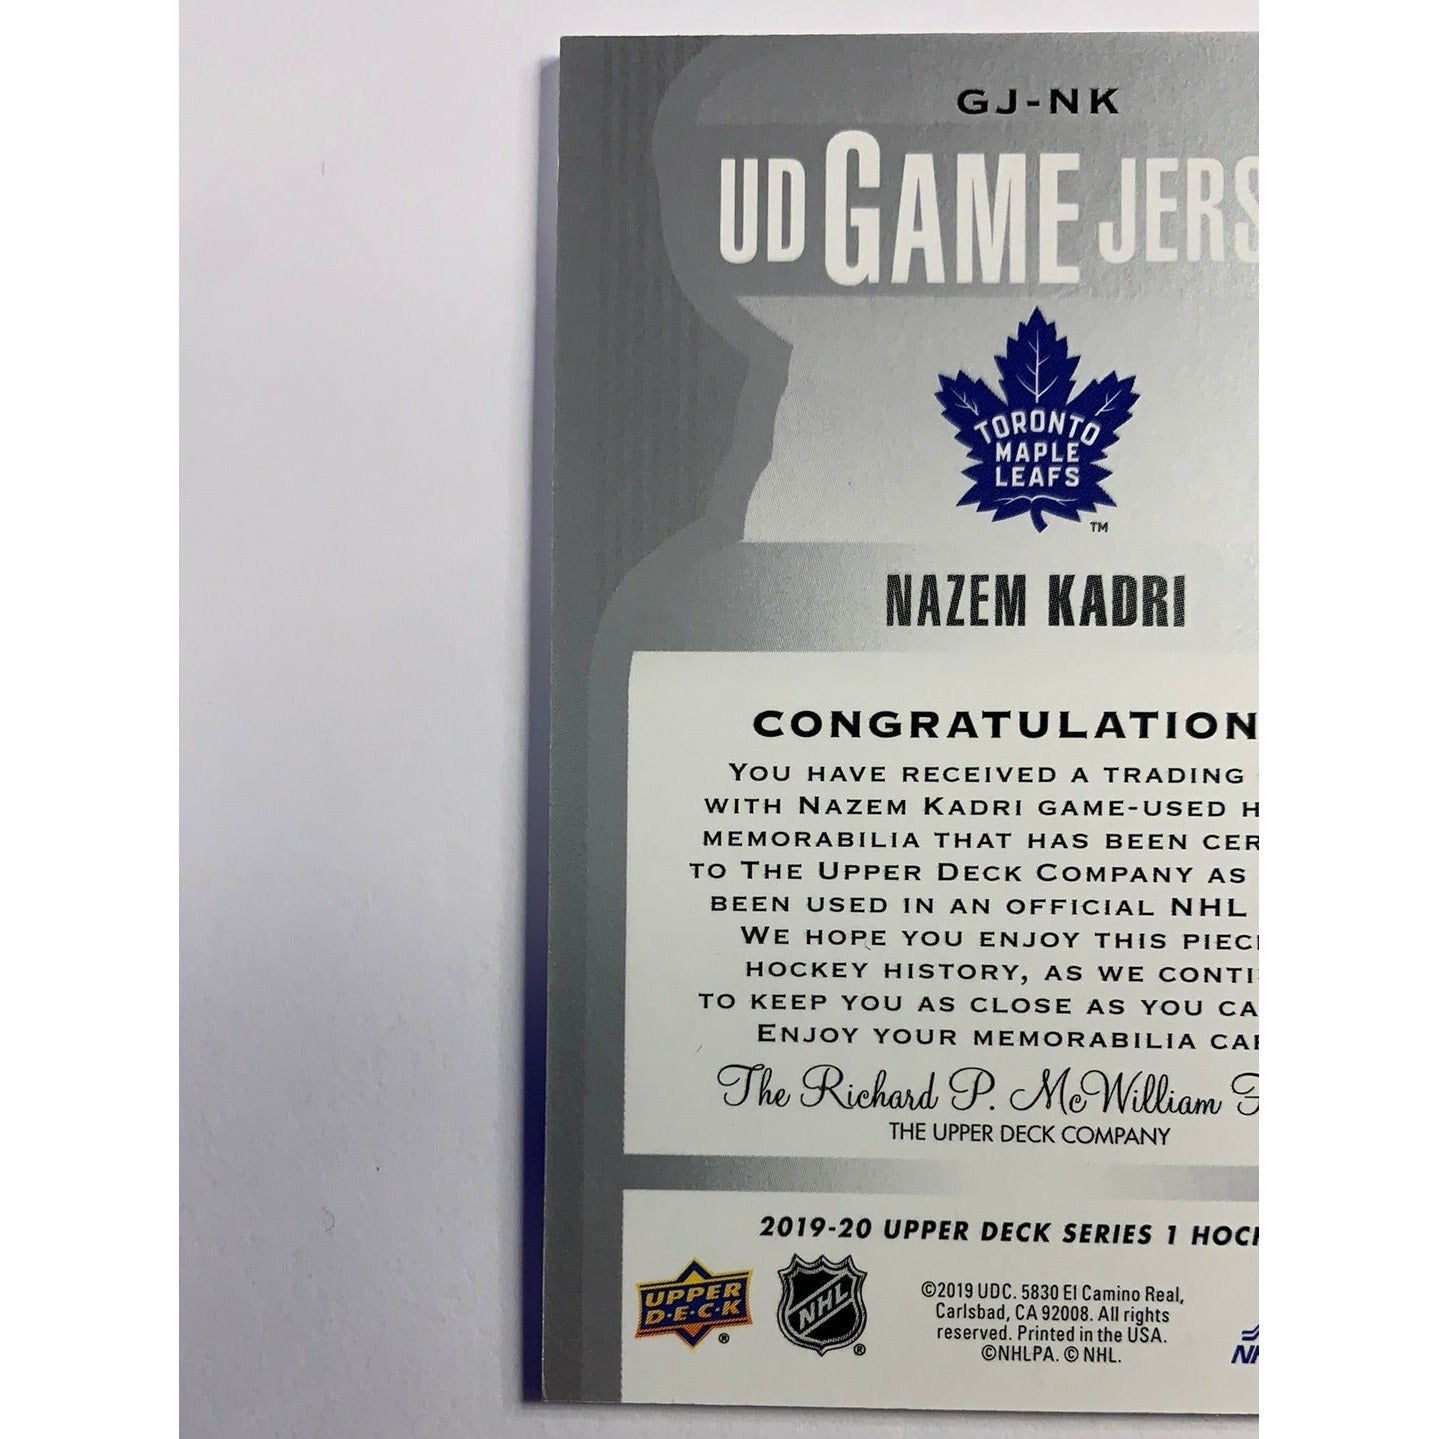 GJ-NK
UD GAME JERS
TORONTO
MAPLE
LEAFS
TM
NAZEM KADRI
CONGRATULATION
YOU HAVE RECEIVED A TRADING
WITH NAZEM KADRI GAME-USED H
MEMORABILIA THAT HAS BEEN CER
TO THE UPPER DECK COMPANY AS
BEEN USED IN AN OFFICIAL NHL
WE HOPE YOU ENJOY THIS PIEC
HOCKEY HISTORY, AS WE CONTI
TO KEEP YOU AS CLOSE AS YOU CA
ENJOY YOUR MEMORABILIA CA
The Richard P. McWilliam
THE UPPER DECK COMPANY
2019-20 UPPER DECK SERIES 1 HOC
UPPER
D·E·C·K
®
NHL
®
©2019 UDC. 5830 El Camino Real,
Carlsbad, CA 92008. All rights
reserved. Printed in the USA.
©NHLPA. © NHL.